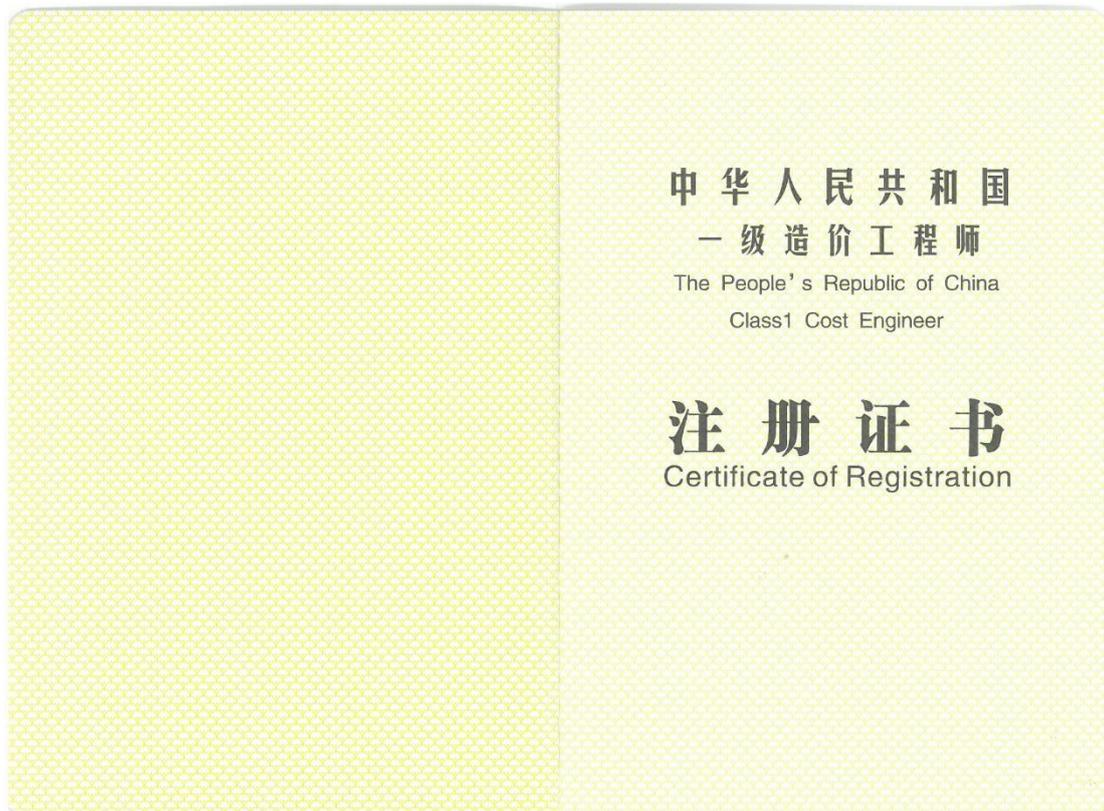 中华人民共和国
一级造价工程师
The People's Republic of China
Class1 Cost Engineer
注册证书
Certificate of Registration